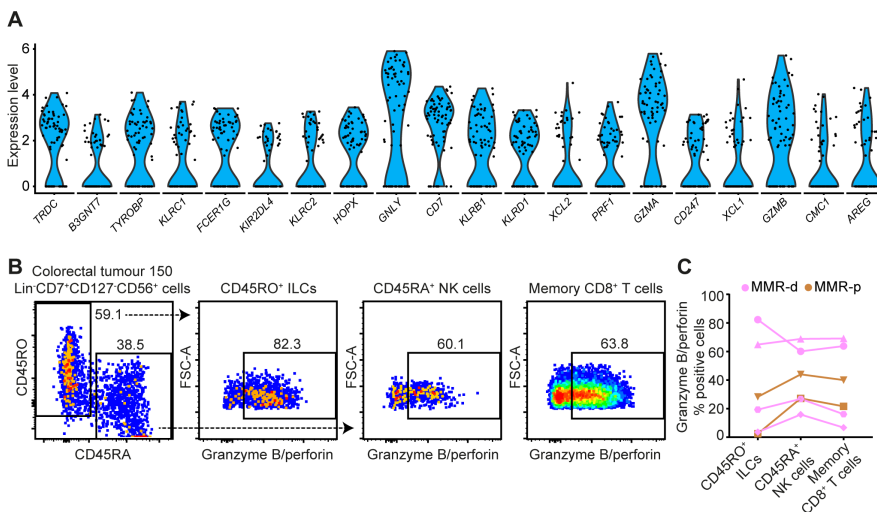 A
Expression level
6
4
2
0
TRDC
B3GNT7
TYROBP
KLRC1
FCER1G
KIR2DL4
KLRC2
HOPX
GNLY
CD7
KLRB1
KLRD1
XCL2
PRF1
GZMA
CD247
XCL1
GZMB
CMC1
AREG
B
Colorectal tumour 150
Lin⁻CD7⁺CD127⁻CD56⁺ cells
CD45RO⁺ ILCs
CD45RA⁺ NK cells
Memory CD8⁺ T cells
59.1
38.5
CD45RO
CD45RA
82.3
FSC-A
Granzyme B/perforin
60.1
FSC-A
Granzyme B/perforin
63.8
FSC-A
Granzyme B/perforin
C
MMR-d
MMR-p
Granzyme B/perforin
% positive cells
100
80
60
40
20
0
CD45RO⁺
ILCs
CD45RA⁺
NK cells
Memory
CD8⁺ T cells